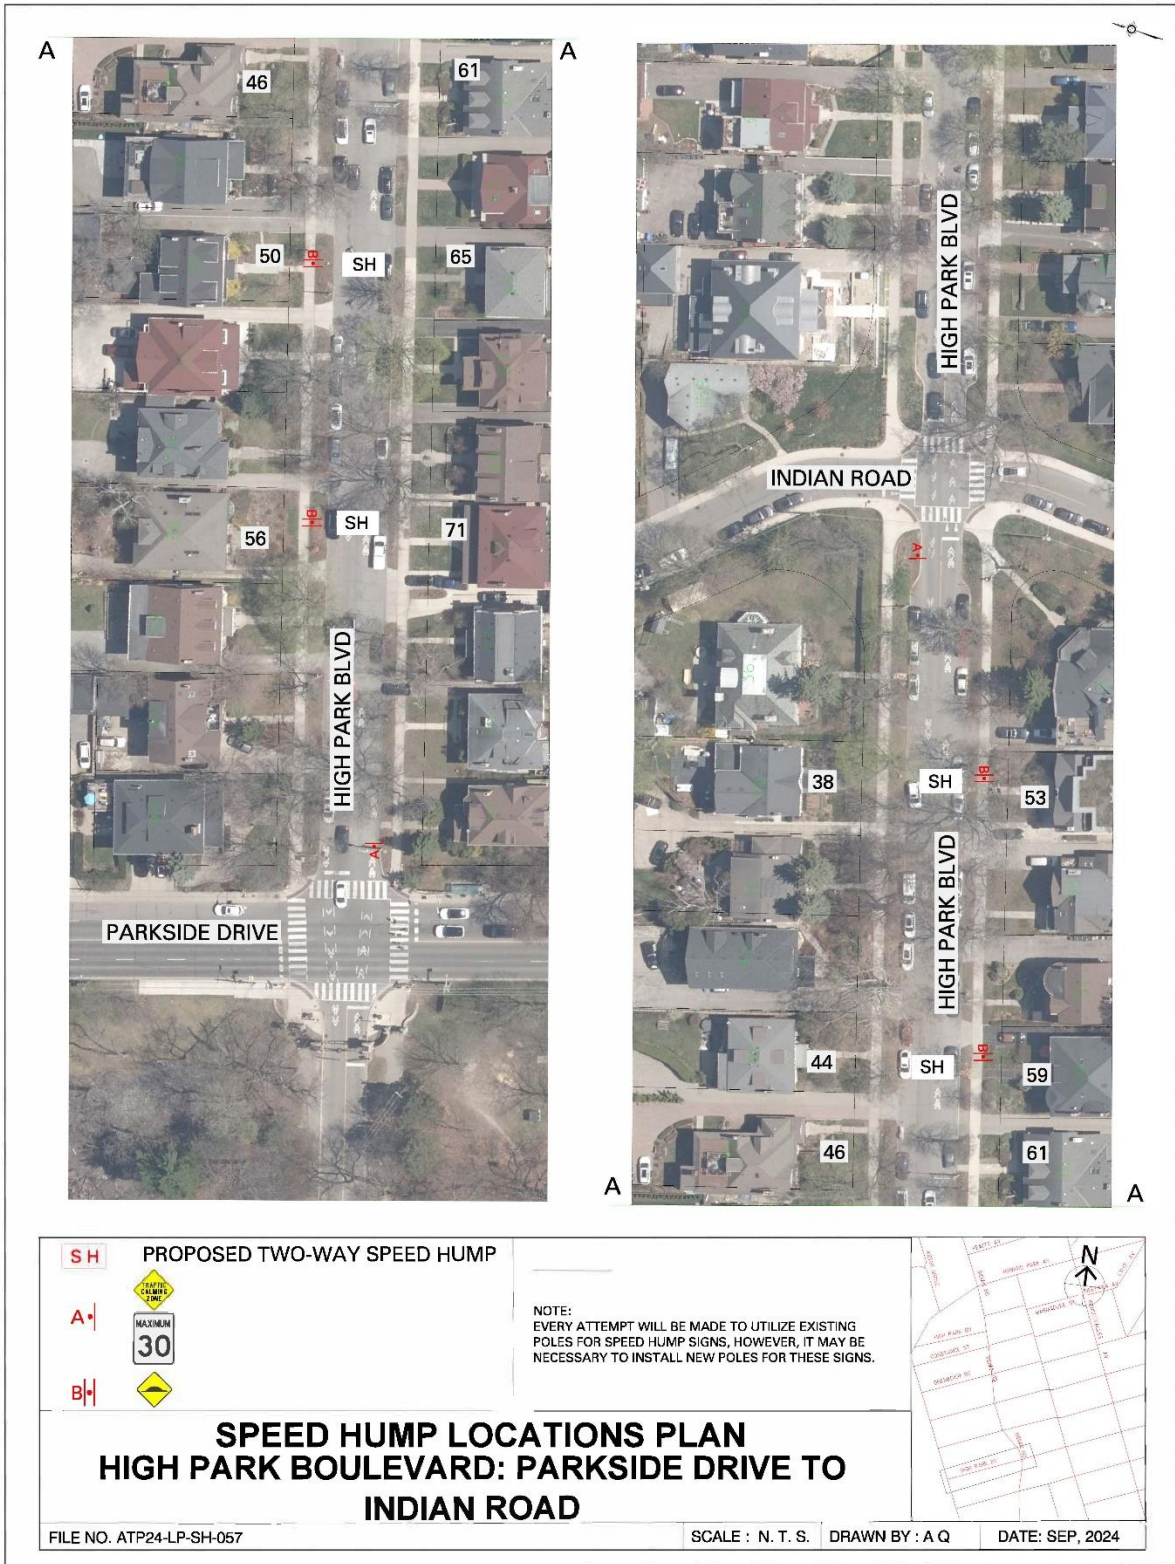 A
A
46
61
50
B
SH
65
56
B
SH
71
HIGH PARK BLVD
A
PARKSIDE DRIVE
HIGH PARK BLVD
INDIAN ROAD
A
38
SH
B
53
HIGH PARK BLVD
44
SH
B
59
46
61
A
A
SH PROPOSED TWO-WAY SPEED HUMP
TRAFFIC
CALMING
ZONE
A
MAXIMUM
30
B
NOTE:
EVERY ATTEMPT WILL BE MADE TO UTILIZE EXISTING
POLES FOR SPEED HUMP SIGNS, HOWEVER, IT MAY BE
NECESSARY TO INSTALL NEW POLES FOR THESE SIGNS.
N
SPEED HUMP LOCATIONS PLAN
HIGH PARK BOULEVARD: PARKSIDE DRIVE TO
INDIAN ROAD
FILE NO. ATP24-LP-SH-057
SCALE : N. T. S.
DRAWN BY : A Q
DATE: SEP, 2024